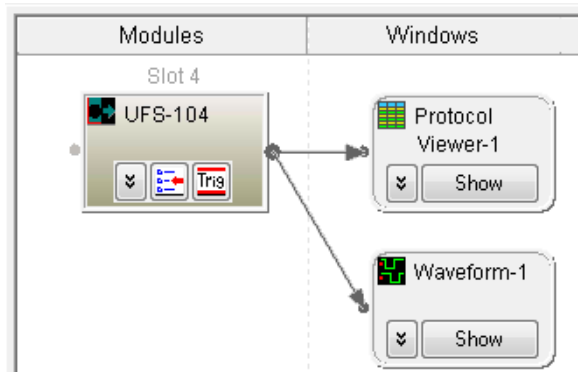 Modules
Windows
Slot 4
UFS-104
Trig
Protocol
Viewer-1
Show
Waveform-1
Show